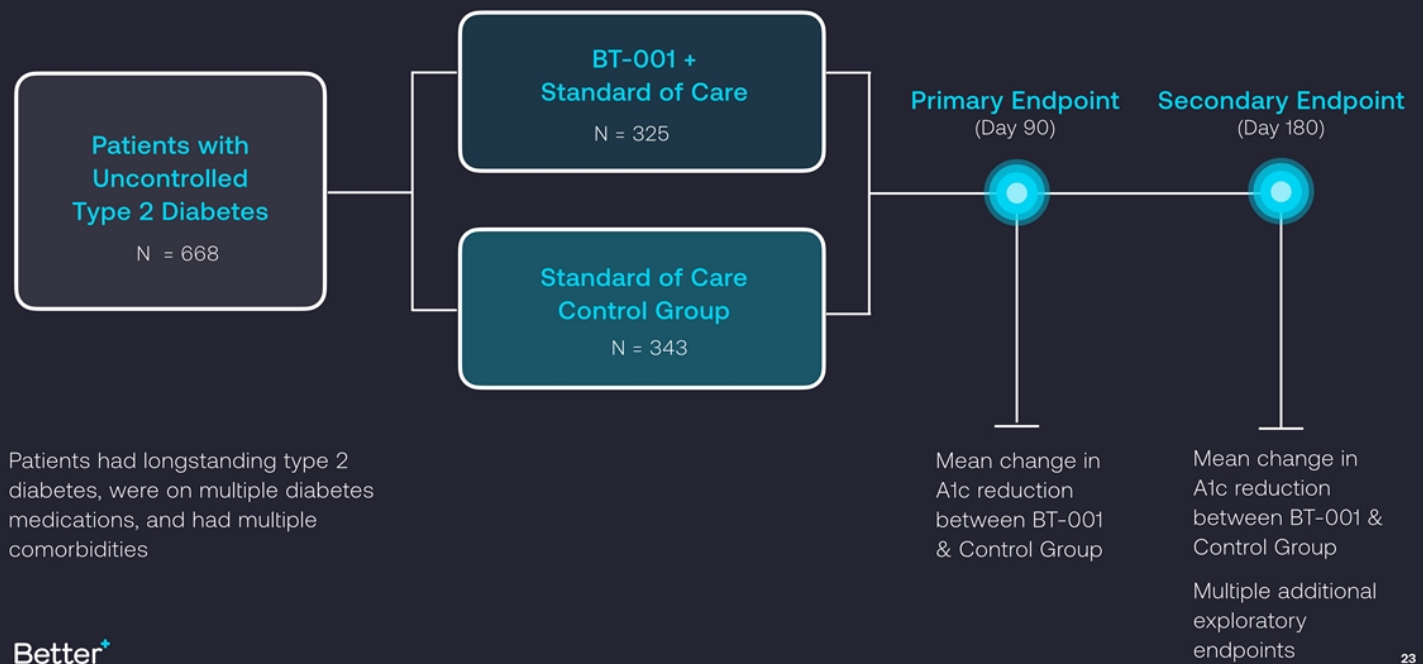 Patients with
Uncontrolled
Type 2 Diabetes
N = 668
BT-001 +
Standard of Care
N = 325
Standard of Care
Control Group
N = 343
Primary Endpoint
(Day 90)
Secondary Endpoint
(Day 180)
Patients had longstanding type 2
diabetes, were on multiple diabetes
medications, and had multiple
comorbidities
Mean change in
A1c reduction
between BT-001
& Control Group
Mean change in
A1c reduction
between BT-001 &
Control Group
Multiple additional
exploratory
endpoints
Better+
23